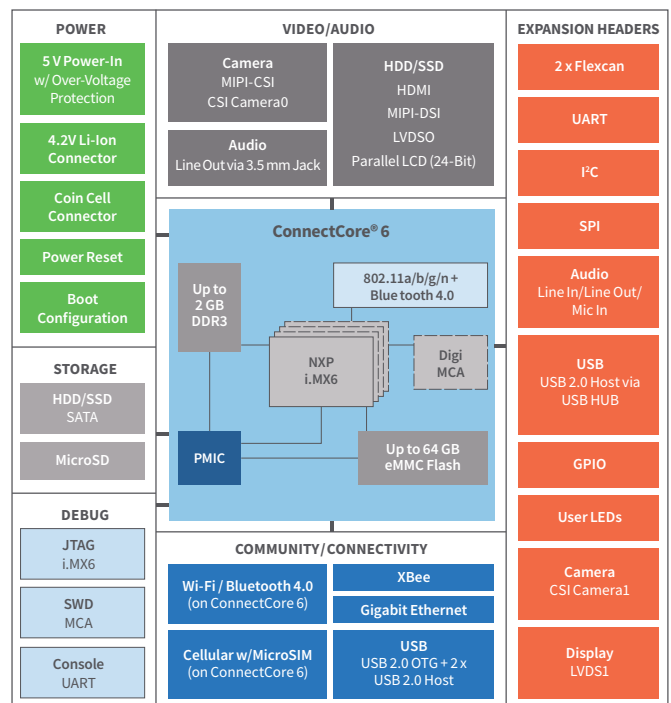 POWER
5 V Power-In
w/ Over-Voltage
Protection
4.2V Li-Ion
Connector
Coin Cell
Connector
Power Reset
Boot
Configuration
STORAGE
HDD/SSD
SATA
MicroSD
DEBUG
JTAG
i.MX6
SWD
MCA
Console
UART
VIDEO/AUDIO
Camera
MIPI-CSI
CSI Camera0
Audio
Line Out via 3.5 mm Jack
HDD/SSD
HDMI
MIPI-DSI
LVDSO
Parallel LCD (24-Bit)
ConnectCore® 6
Up to
2 GB
DDR3
802.11a/b/g/n +
Blue tooth 4.0
NXP
i.MX6
Digi
MCA
PMIC
Up to 64 GB
eMMC Flash
COMMUNITY/CONNECTIVITY
Wi-Fi / Bluetooth 4.0
(on ConnectCore 6)
XBee
Gigabit Ethernet
Cellular w/MicroSIM
(on ConnectCore 6)
USB
USB 2.0 OTG + 2 x
USB 2.0 Host
EXPANSION HEADERS
2 x Flexcan
UART
I²C
SPI
Audio
Line In/Line Out/
Mic In
USB
USB 2.0 Host via
USB HUB
GPIO
User LEDs
Camera
CSI Camera1
Display
LVDS1